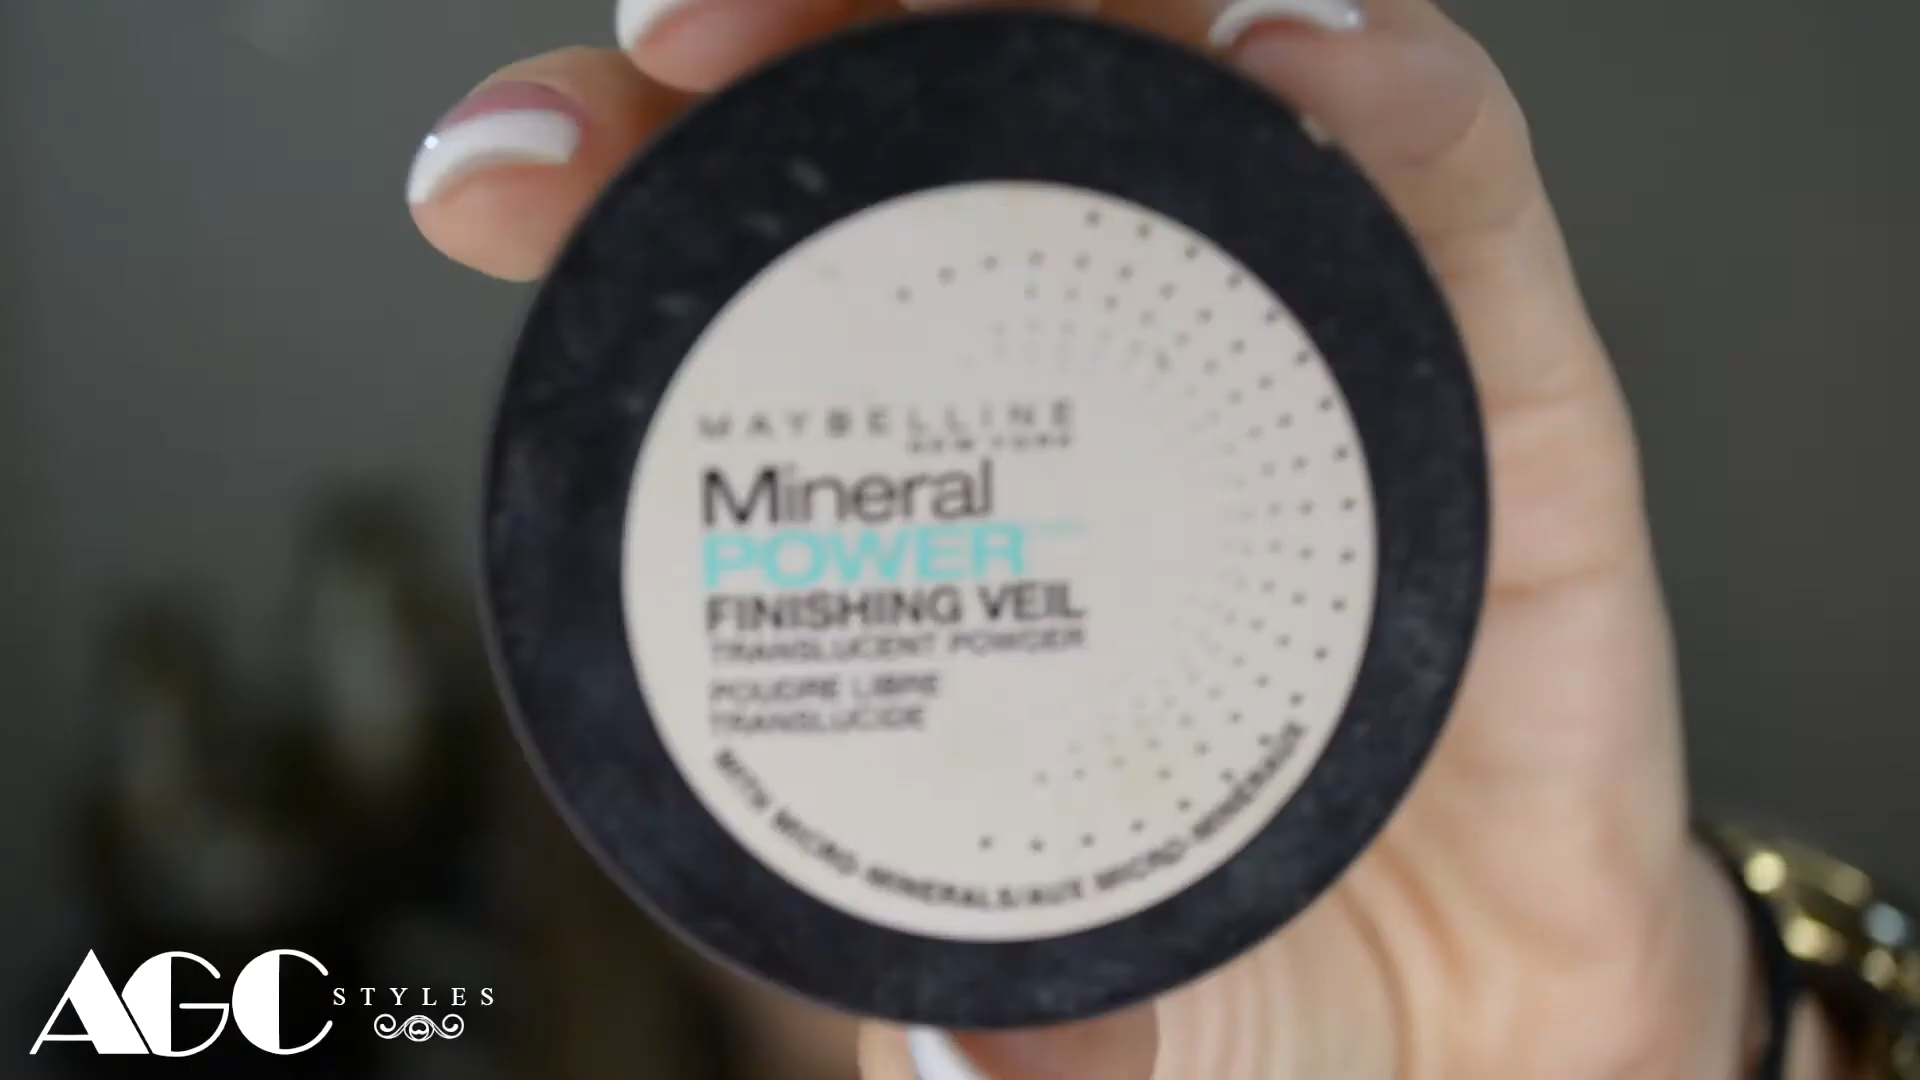 MAYBELLINE
NEW YORK
Mineral
POWER
FINISHING VEIL
TRANSLUCENT POWDER
POUDRE LIBRE
TRANSLUCIDE
WITH MICRO-MINERALS/AUX MICRO-MINÉRAUX
AGC STYLES